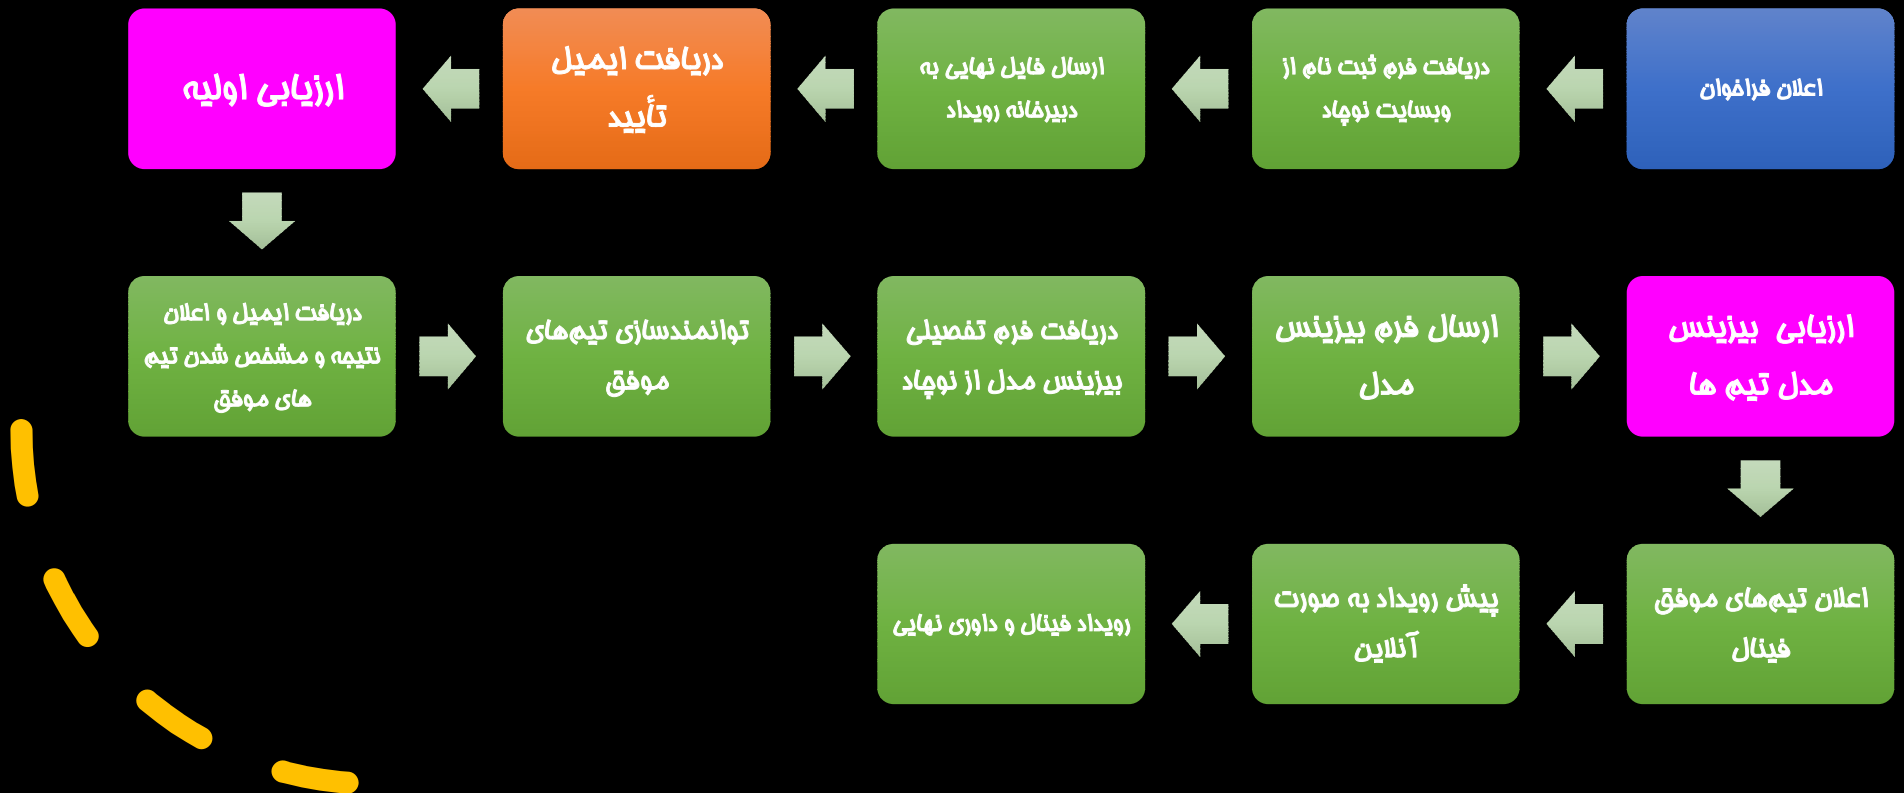 اعلان فراخوان
دریافت فرم ثبت نام از
وبسایت نوچاد
ارسال فایل نهایی به
دبیرخانه رویداد
دریافت ایمیل
تأیید
ارزیابی اولیه
دریافت ایمیل و اعلان
نتیجه و مشخص شدن تیم
های موفق
توانمندسازی تیم‌های
موفق
دریافت فرم تفصیلی
بیزینس مدل از نوچاد
ارسال فرم بیزینس
مدل
ارزیابی بیزینس
مدل تیم ها
اعلان تیم‌های موفق
فینال
پیش رویداد به صورت
آنلاین
رویداد فینال و داوری نهایی